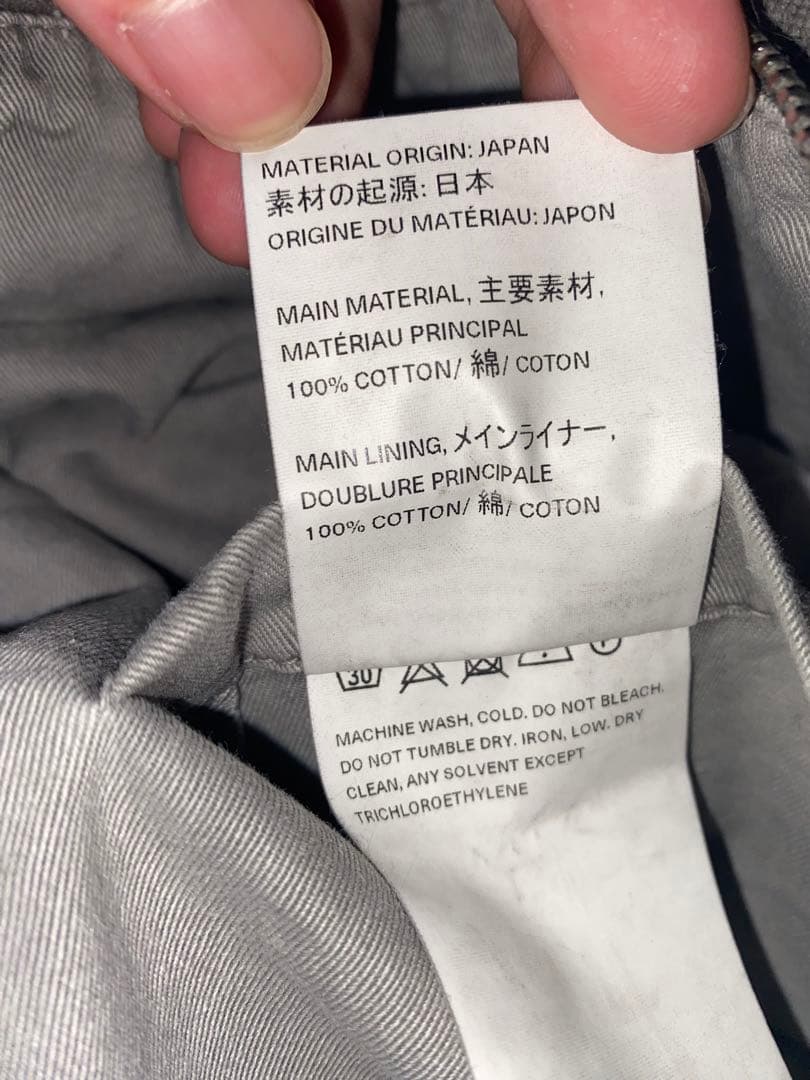 MATERIAL ORIGIN: JAPAN
素材の起源: 日本
ORIGINE DU MATÉRIAU: JAPON
MAIN MATERIAL, 主要素材,
MATÉRIAU PRINCIPAL
100% COTTON/ 綿/ COTON
MAIN LINING, メインライナー,
DOUBLURE PRINCIPALE
100% COTTON/ 綿/ COTON
30
MACHINE WASH, COLD. DO NOT BLEACH.
DO NOT TUMBLE DRY. IRON, LOW. DRY
CLEAN, ANY SOLVENT EXCEPT
TRICHLOROETHYLENE